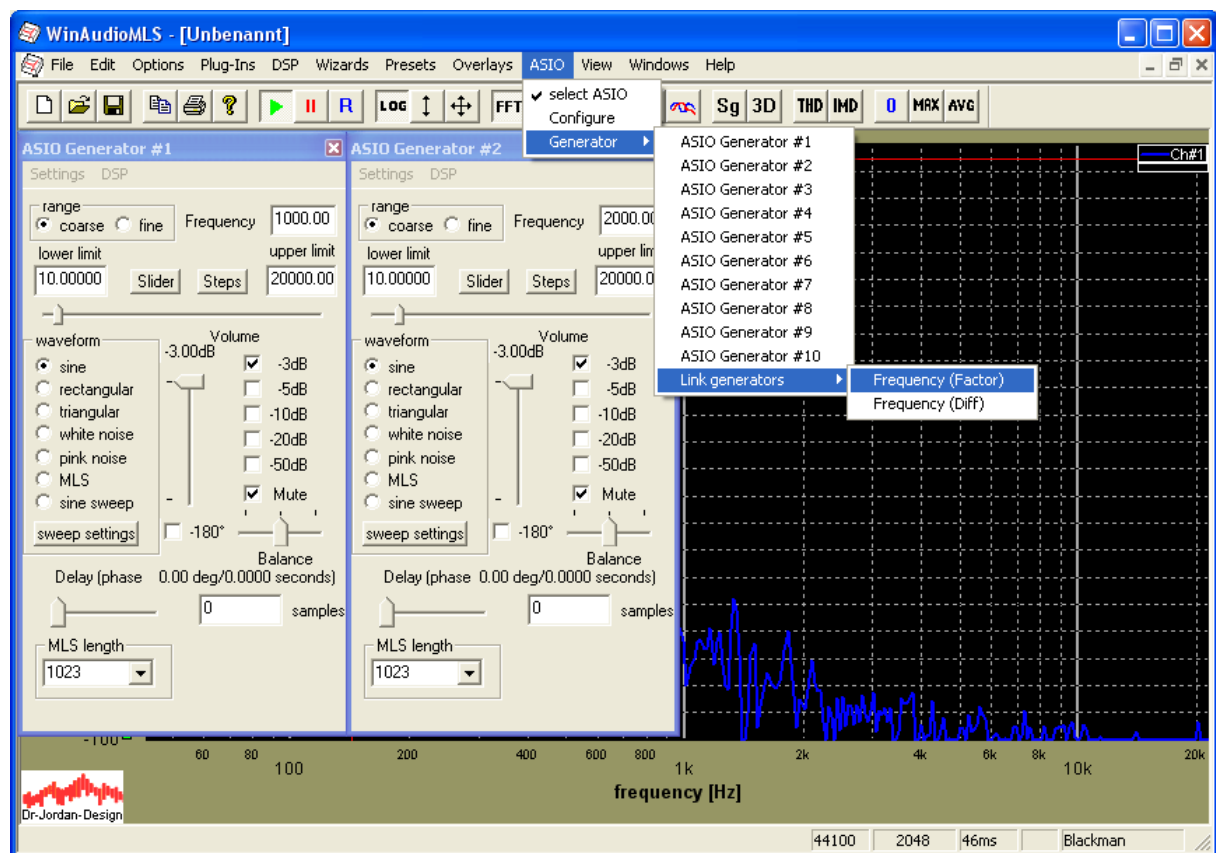 WinAudioMLS - [Unbenannt]
File Edit Options Plug-Ins DSP Wizards Presets Overlays ASIO View Windows Help
R LOG FFT Sg 3D THD IMD 0 MAX AVG
select ASIO
Configure
Generator
ASIO Generator #1
ASIO Generator #2
ASIO Generator #3
ASIO Generator #4
ASIO Generator #5
ASIO Generator #6
ASIO Generator #7
ASIO Generator #8
ASIO Generator #9
ASIO Generator #10
Link generators
Frequency (Factor)
Frequency (Diff)
ASIO Generator #1
Settings DSP
range
coarse fine Frequency 1000.00
lower limit upper limit
10.00000 Slider Steps 20000.00
waveform Volume
-3.00dB
sine -3dB
rectangular -5dB
triangular -10dB
white noise -20dB
pink noise -50dB
MLS
sine sweep Mute
sweep settings -180°
Balance
Delay (phase 0.00 deg/0.0000 seconds)
0 samples
MLS length
1023
ASIO Generator #2
Settings DSP
range
coarse fine Frequency 2000.00
lower limit upper lim
10.00000 Slider Steps 20000.0
waveform Volume
-3.00dB
sine -3dB
rectangular -5dB
triangular -10dB
white noise -20dB
pink noise -50dB
MLS
sine sweep Mute
sweep settings -180°
Balance
Delay (phase 0.00 deg/0.0000 seconds)
0 samples
MLS length
1023
Ch#1
-100
60 80 100 200 400 600 800 1k 2k 4k 6k 8k 10k 20k
frequency [Hz]
Dr-Jordan-Design
44100 2048 46ms Blackman